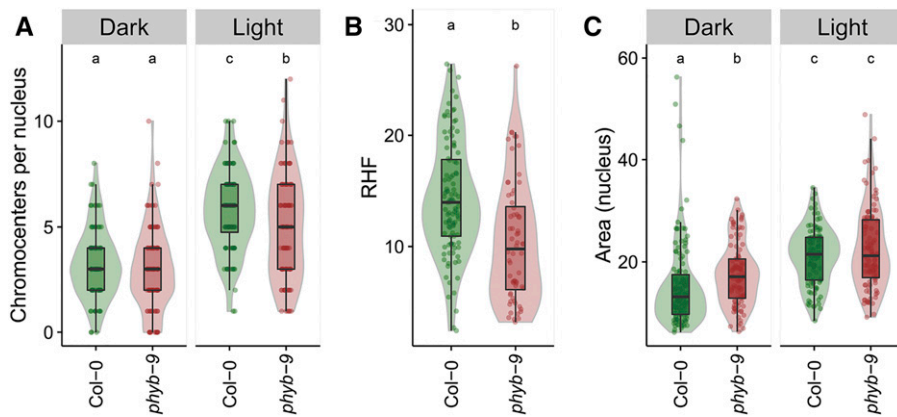 A
Dark
Light
a
a
c
b
Chromocenters per nucleus
10
5
0
Col-0
phyb-9
Col-0
phyb-9
B
a
b
RHF
30
20
10
Col-0
phyb-9
C
Dark
Light
a
b
c
c
Area (nucleus)
60
40
20
Col-0
phyb-9
Col-0
phyb-9